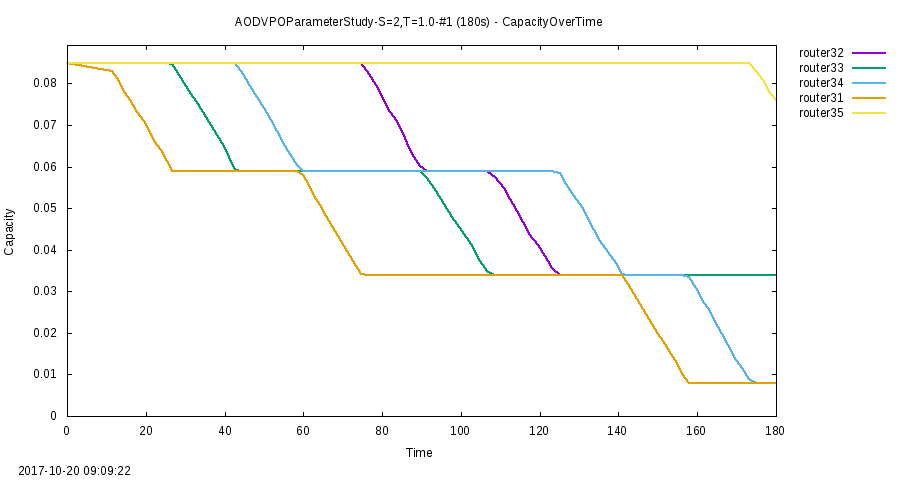 AODVPOParameterStudy-S=2,T=1.0-#1 (180s) - CapacityOverTime
router32
router33
router34
router31
router35
0.08
0.07
0.06
0.05
0.04
0.03
0.02
0.01
0
Capacity
0 20 40 60 80 100 120 140 160 180
Time
2017-10-20 09:09:22